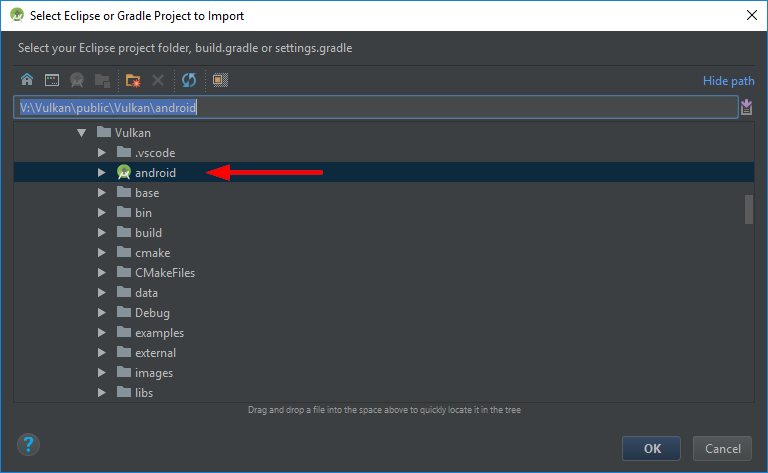 Select Eclipse or Gradle Project to Import
Select your Eclipse project folder, build.gradle or settings.gradle
Hide path
V:\Vulkan\public\Vulkan\android
Vulkan
.vscode
android
base
bin
build
cmake
CMakeFiles
data
Debug
examples
external
images
libs
Drag and drop a file into the space above to quickly locate it in the tree
?
OK Cancel